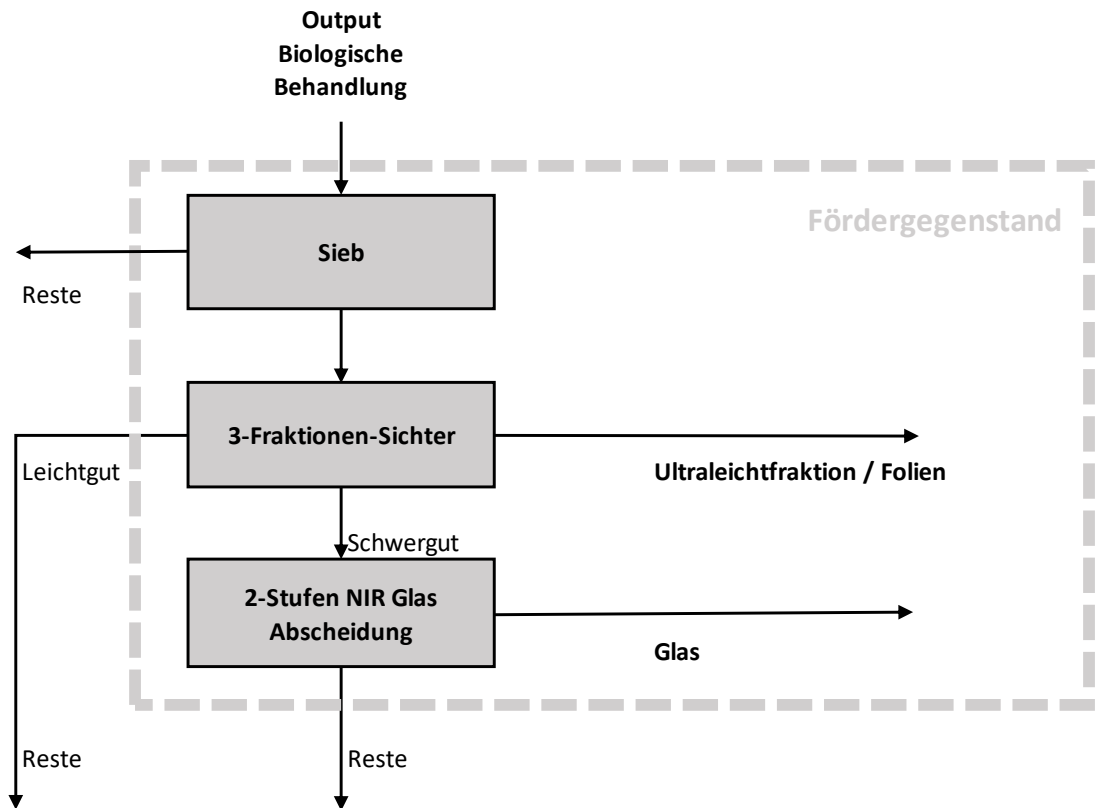 Output
Biologische
Behandlung
Fördergegenstand
Sieb
Reste
3-Fraktionen-Sichter
Leichtgut
Ultraleichtfraktion / Folien
Schwergut
2-Stufen NIR Glas
Abscheidung
Glas
Reste
Reste